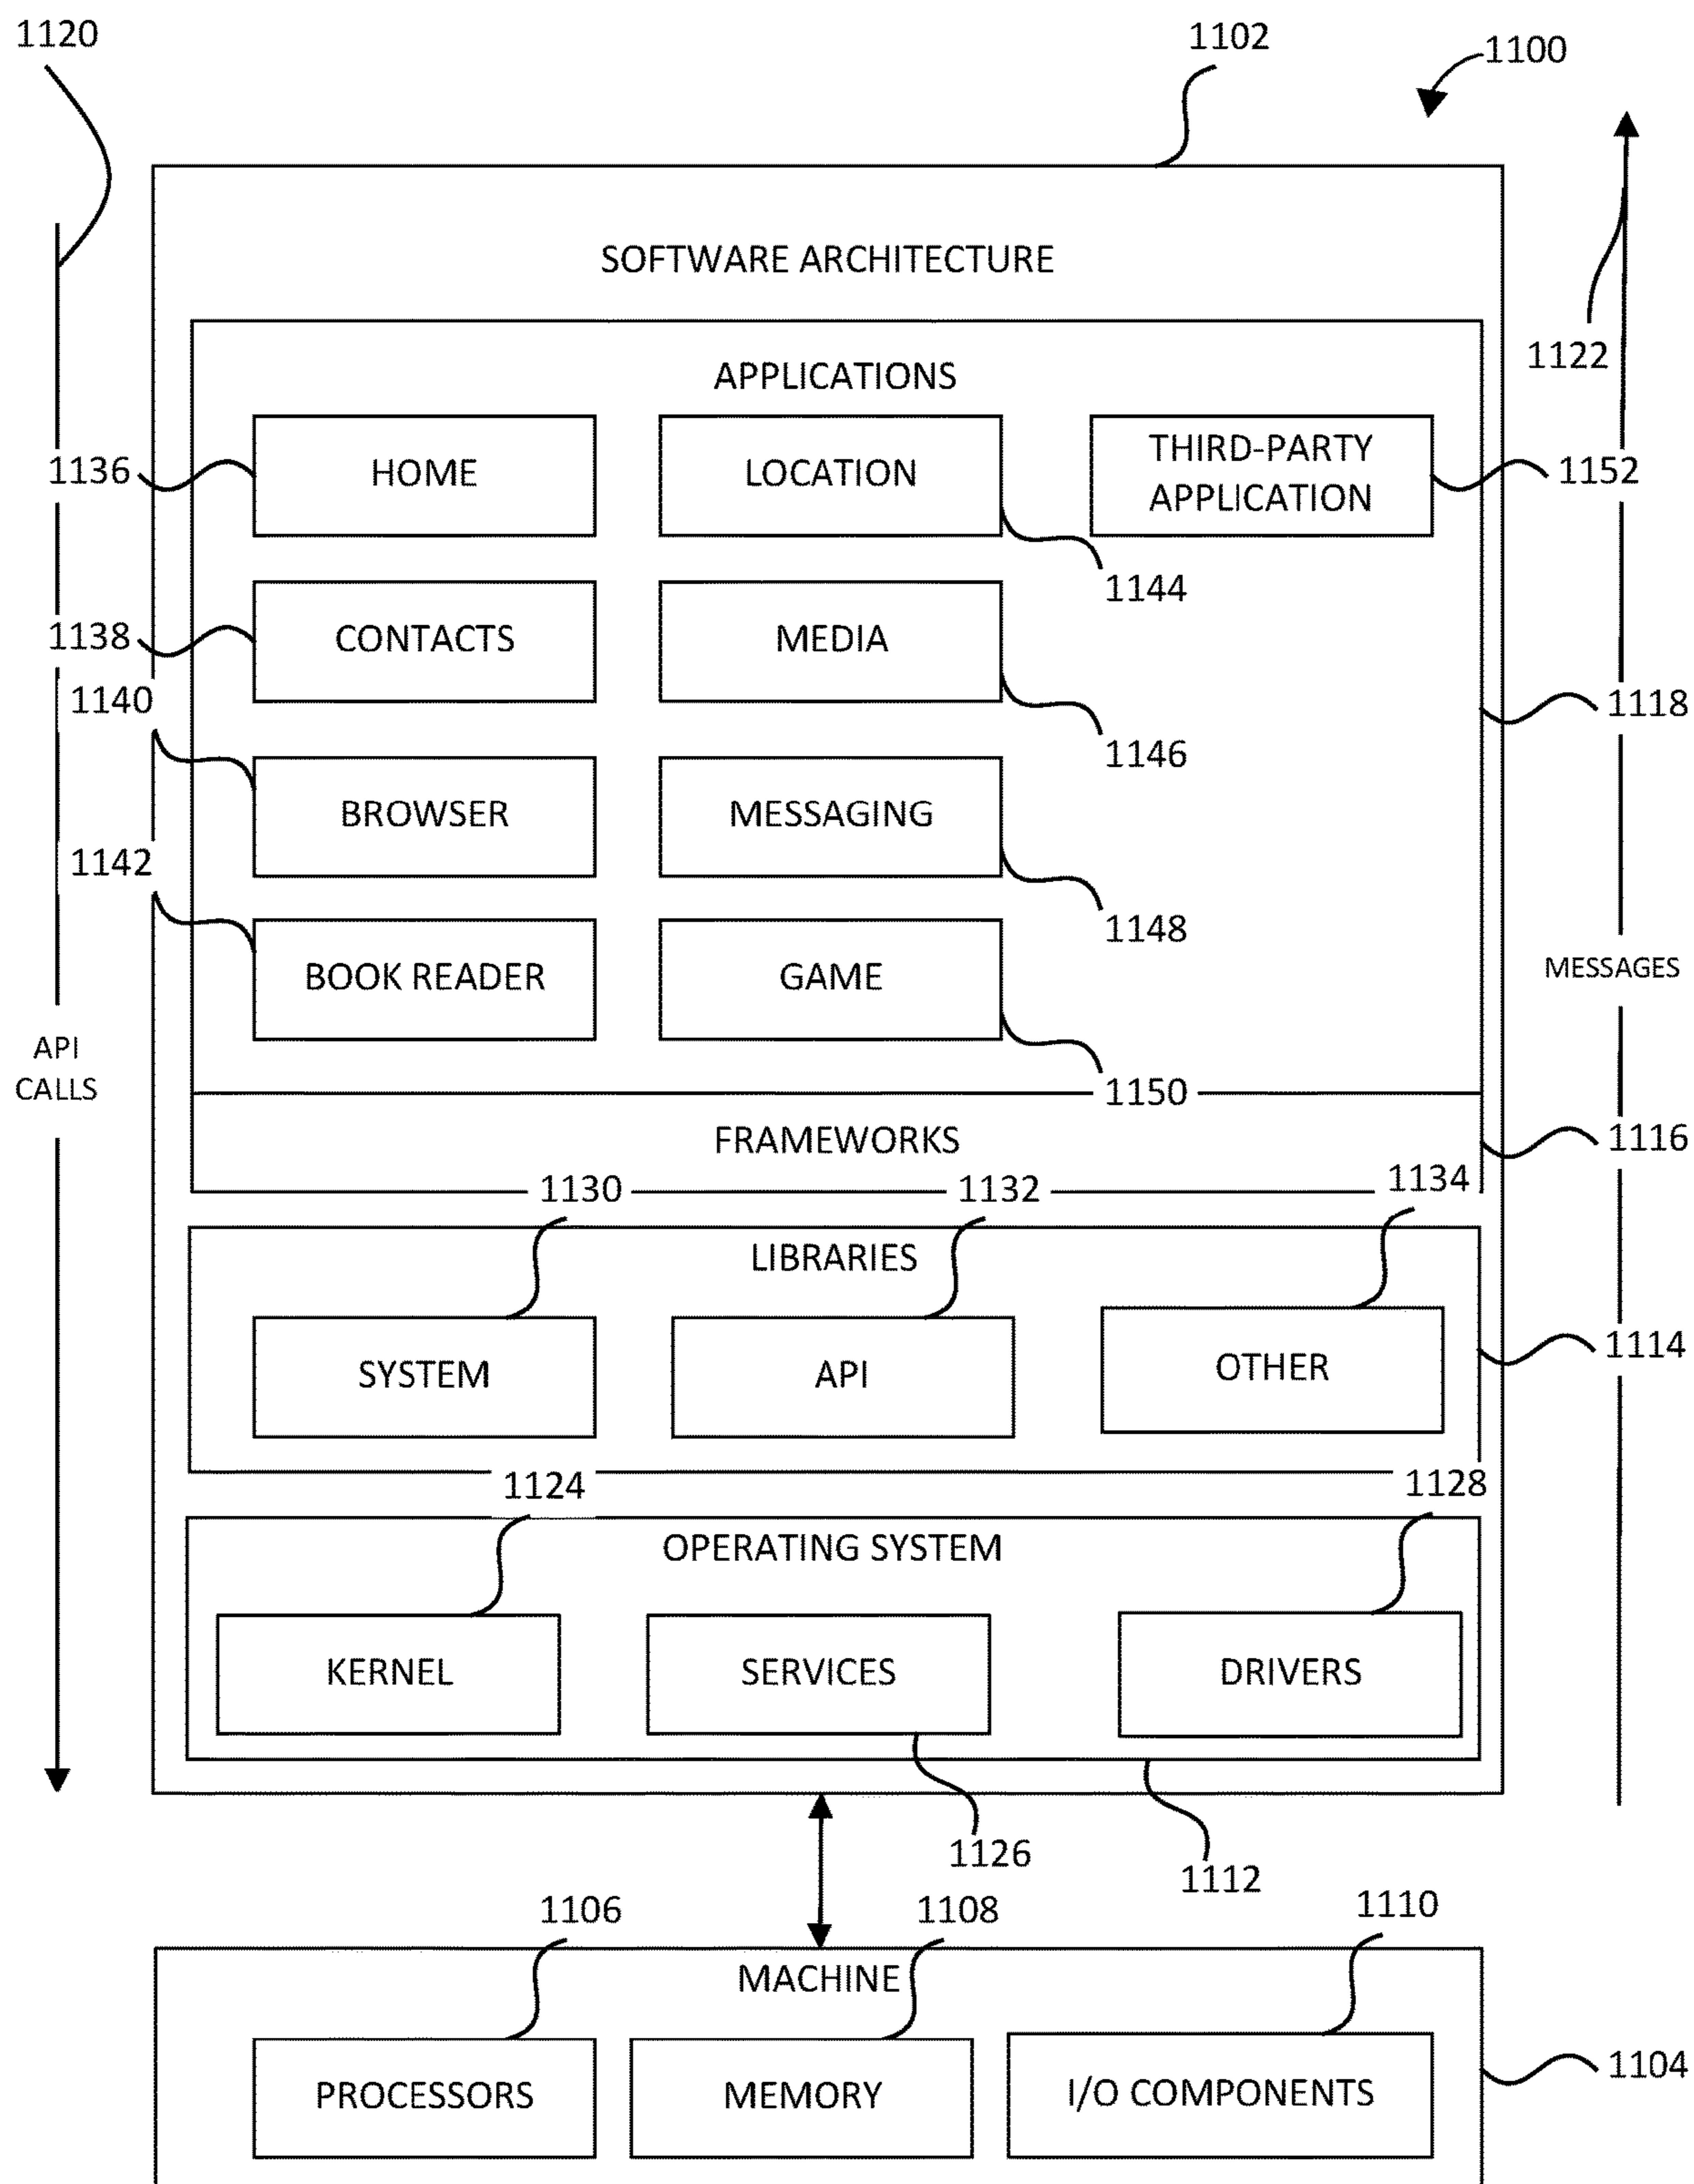 1120
1102
1100
SOFTWARE ARCHITECTURE
1122
APPLICATIONS
1136
HOME
LOCATION
THIRD-PARTY
APPLICATION
1152
1144
1138
CONTACTS
MEDIA
1140
1118
1146
BROWSER
MESSAGING
1142
1148
BOOK READER
GAME
MESSAGES
API
CALLS
1150
FRAMEWORKS
1116
1130
1132
1134
LIBRARIES
1114
SYSTEM
API
OTHER
1124
1128
OPERATING SYSTEM
KERNEL
SERVICES
DRIVERS
1126
1112
1106
1108
1110
MACHINE
1104
PROCESSORS
MEMORY
I/O COMPONENTS